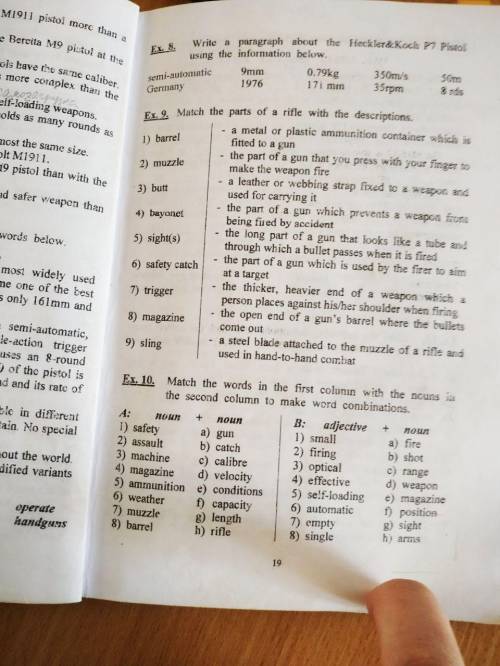 M1911 pistol more than a
e Beretta M9 pistol at the
ols have the same caliber.
s more complex than the
elf-loading weapons.
olds as many rounds as
most the same size.
olt M1911.
19 pistol than with the
nd safer weapon than
words below.
most widely used
me one of the best
s only 161mm and
semi-automatic,
le-action trigger
uses an 8-round
) of the pistol is
d and its rate of
ble in different
tain. No special
out the world.
dified variants
operate
handguns
Ex. 8. Write a paragraph about the Heckler&Koch P7 Pistol
using the information below.
semi-automatic 9mm 0.79kg 350m/s 50m
Germany 1976 171 mm 35rpm 8 rds
Ex. 9. Match the parts of a rifle with the descriptions.
1) barrel
2) muzzle
3) butt
4) bayonet
5) sight(s)
6) safety catch
7) trigger
8) magazine
9) sling
- a metal or plastic ammunition container which is
fitted to a gun
- the part of a gun that you press with your finger to
make the weapon fire
- a leather or webbing strap fixed to a weapon and
used for carrying it
- the part of a gun which prevents a weapon from
being fired by accident
- the long part of a gun that looks like a tube and
through which a bullet passes when it is fired
- the part of a gun which is used by the firer to aim
at a target
- the thicker, heavier end of a weapon which a
person places against his/her shoulder when firing
- the open end of a gun's barrel where the bullets
come out
- a steel blade attached to the muzzle of a rifle and
used in hand-to-hand combat
Ex. 10. Match the words in the first column with the nouns in
the second column to make word combinations.
A: noun + noun
1) safety a) gun
2) assault b) catch
3) machine c) calibre
4) magazine d) velocity
5) ammunition e) conditions
6) weather f) capacity
7) muzzle g) length
8) barrel h) rifle
B: adjective + noun
1) small a) fire
2) firing b) shot
3) optical c) range
4) effective d) weapon
5) self-loading e) magazine
6) automatic f) position
7) empty g) sight
8) single h) arms
19